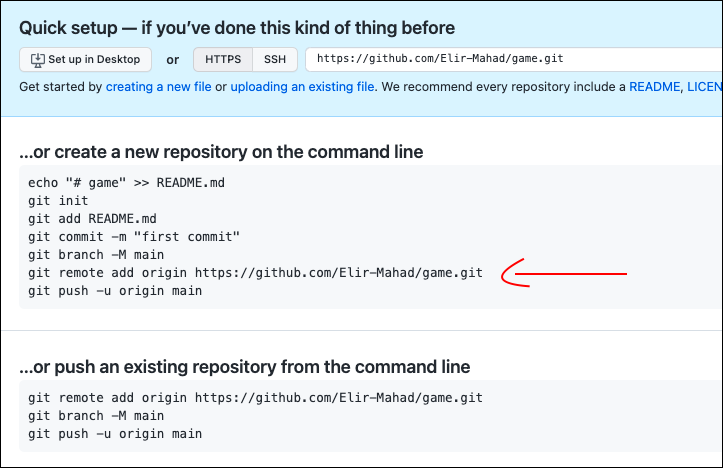 Quick setup — if you’ve done this kind of thing before
Set up in Desktop or HTTPS SSH https://github.com/Elir-Mahad/game.git
Get started by creating a new file or uploading an existing file. We recommend every repository include a README, LICEN
...or create a new repository on the command line
echo "# game" >> README.md
git init
git add README.md
git commit -m "first commit"
git branch -M main
git remote add origin https://github.com/Elir-Mahad/game.git
git push -u origin main
...or push an existing repository from the command line
git remote add origin https://github.com/Elir-Mahad/game.git
git branch -M main
git push -u origin main